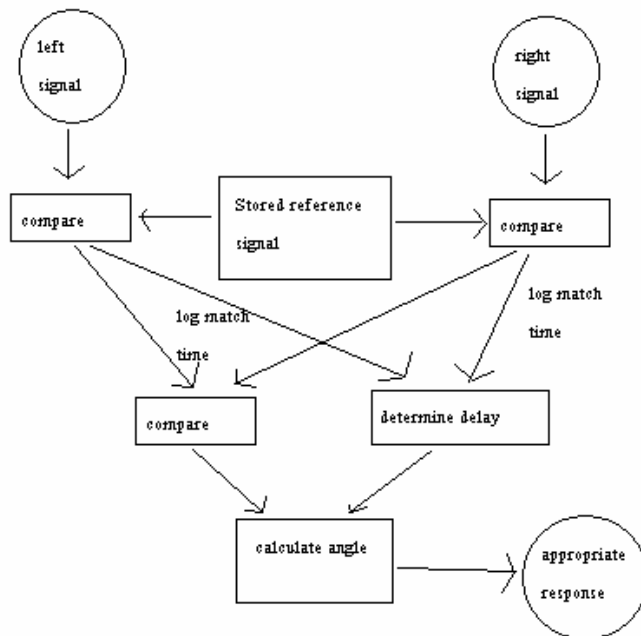 left
signal
right
signal
compare
Stored reference
signal
compare
log match
time
log match
time
compare
determine delay
calculate angle
appropriate
response